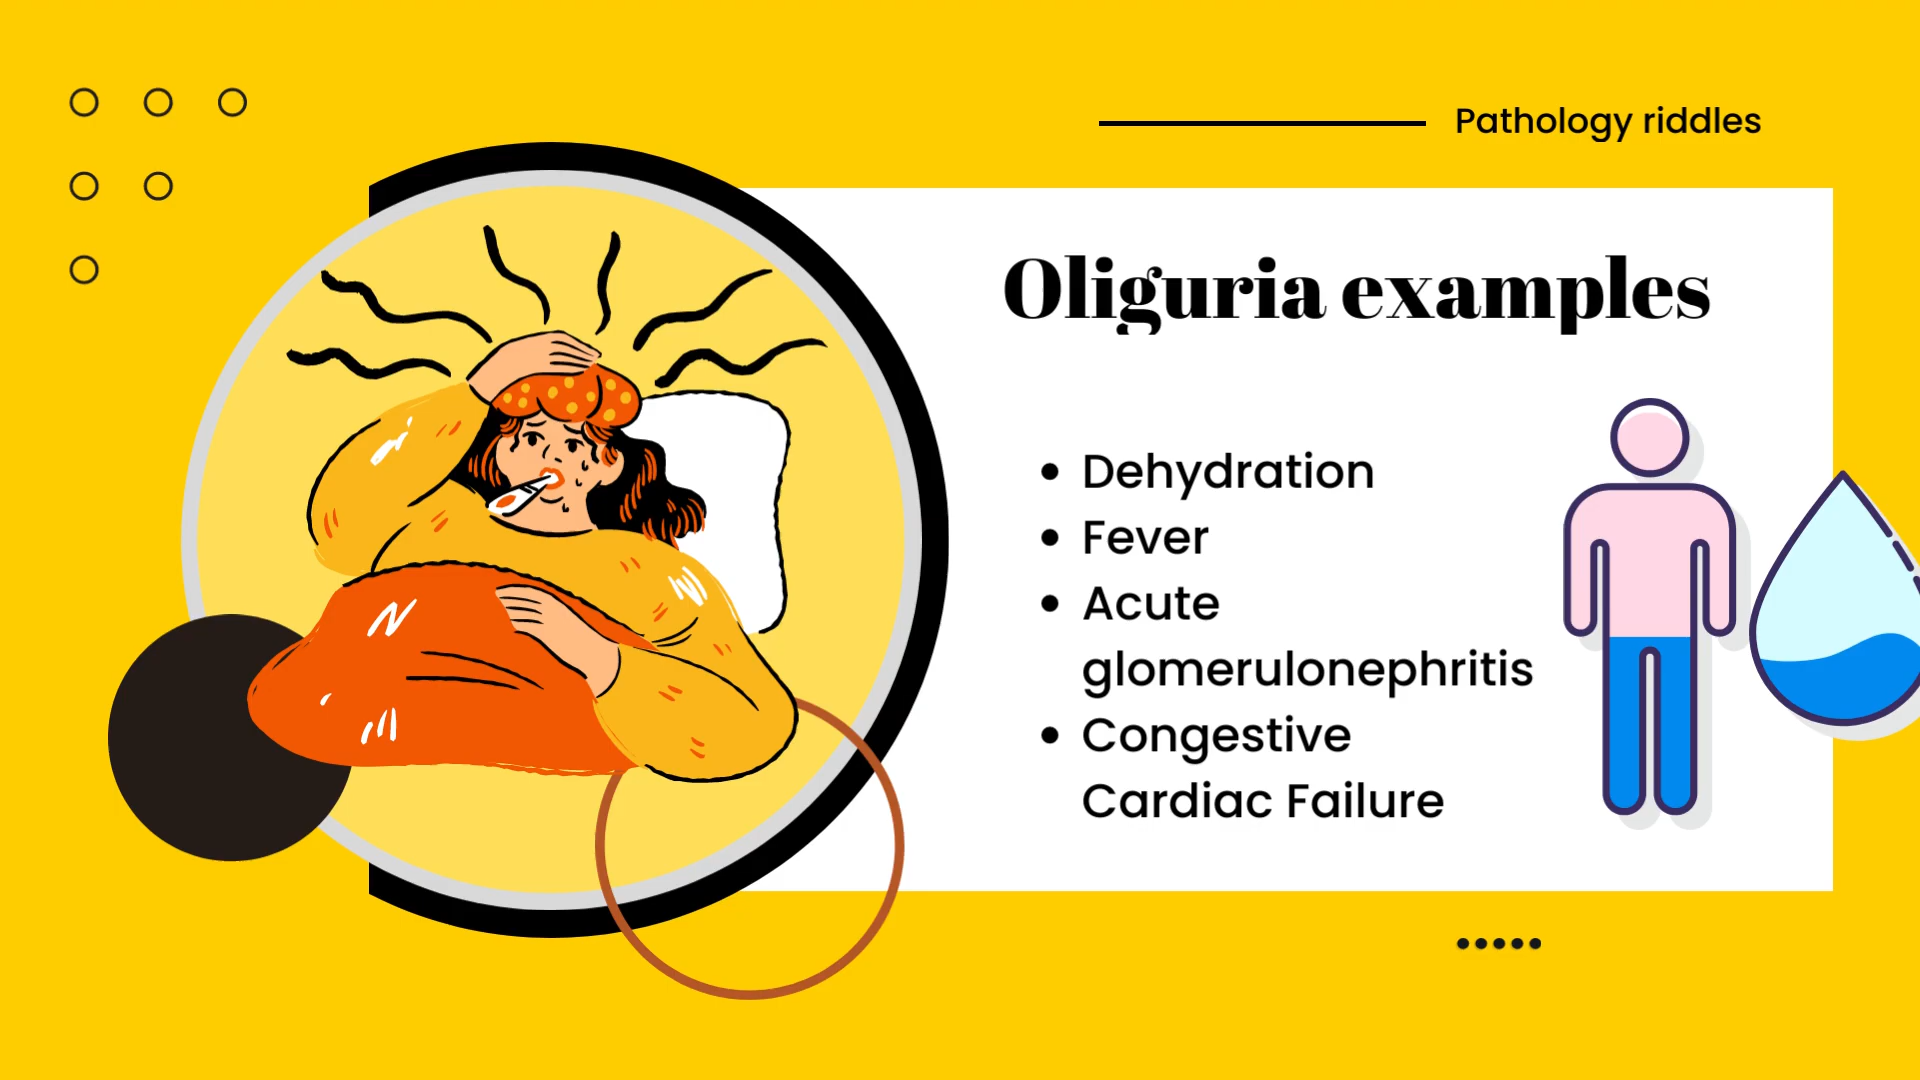 Pathology riddles
Oliguria examples
• Dehydration
• Fever
• Acute
glomerulonephritis
• Congestive
Cardiac Failure